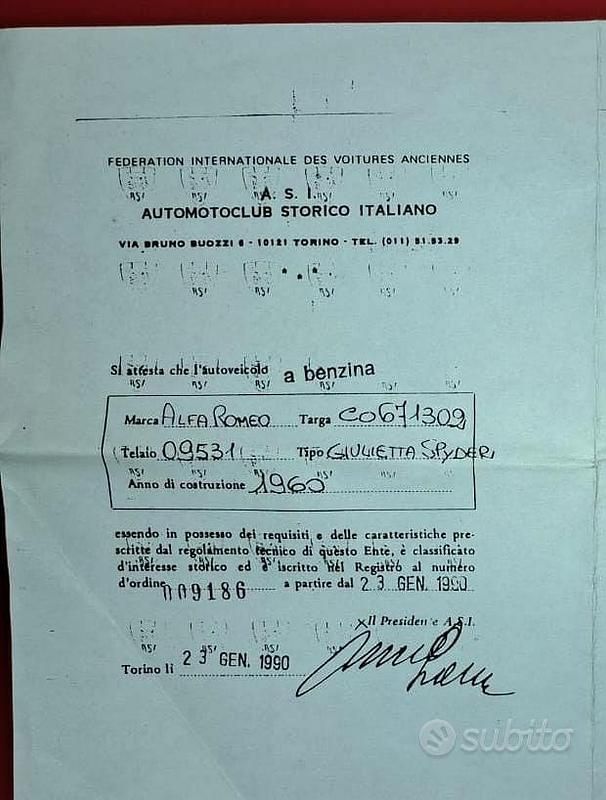 FEDERATION INTERNATIONALE DES VOITURES ANCIENNES
A. S. I.
AUTOMOTOCLUB STORICO ITALIANO
VIA BRUNO BUOZZI 6 - 10121 TORINO - TEL. (011) 51.83.29
* * *
Si attesta che l'autoveicolo a benzina
Marca ALFA ROMEO Targa CO671309
Telaio 09531 Tipo GIULIETTA SPYDER
Anno di costruzione 1960
essendo in possesso dei requisiti e delle caratteristiche pre-
scritte dal regolamento tecnico di questo Ente, è classificato
d'interesse storico ed è iscritto nel Registro al numero
d'ordine 009186 a partire dal 23 GEN. 1990
Il Presidente A.S.I.
Torino lì 23 GEN. 1990
subito